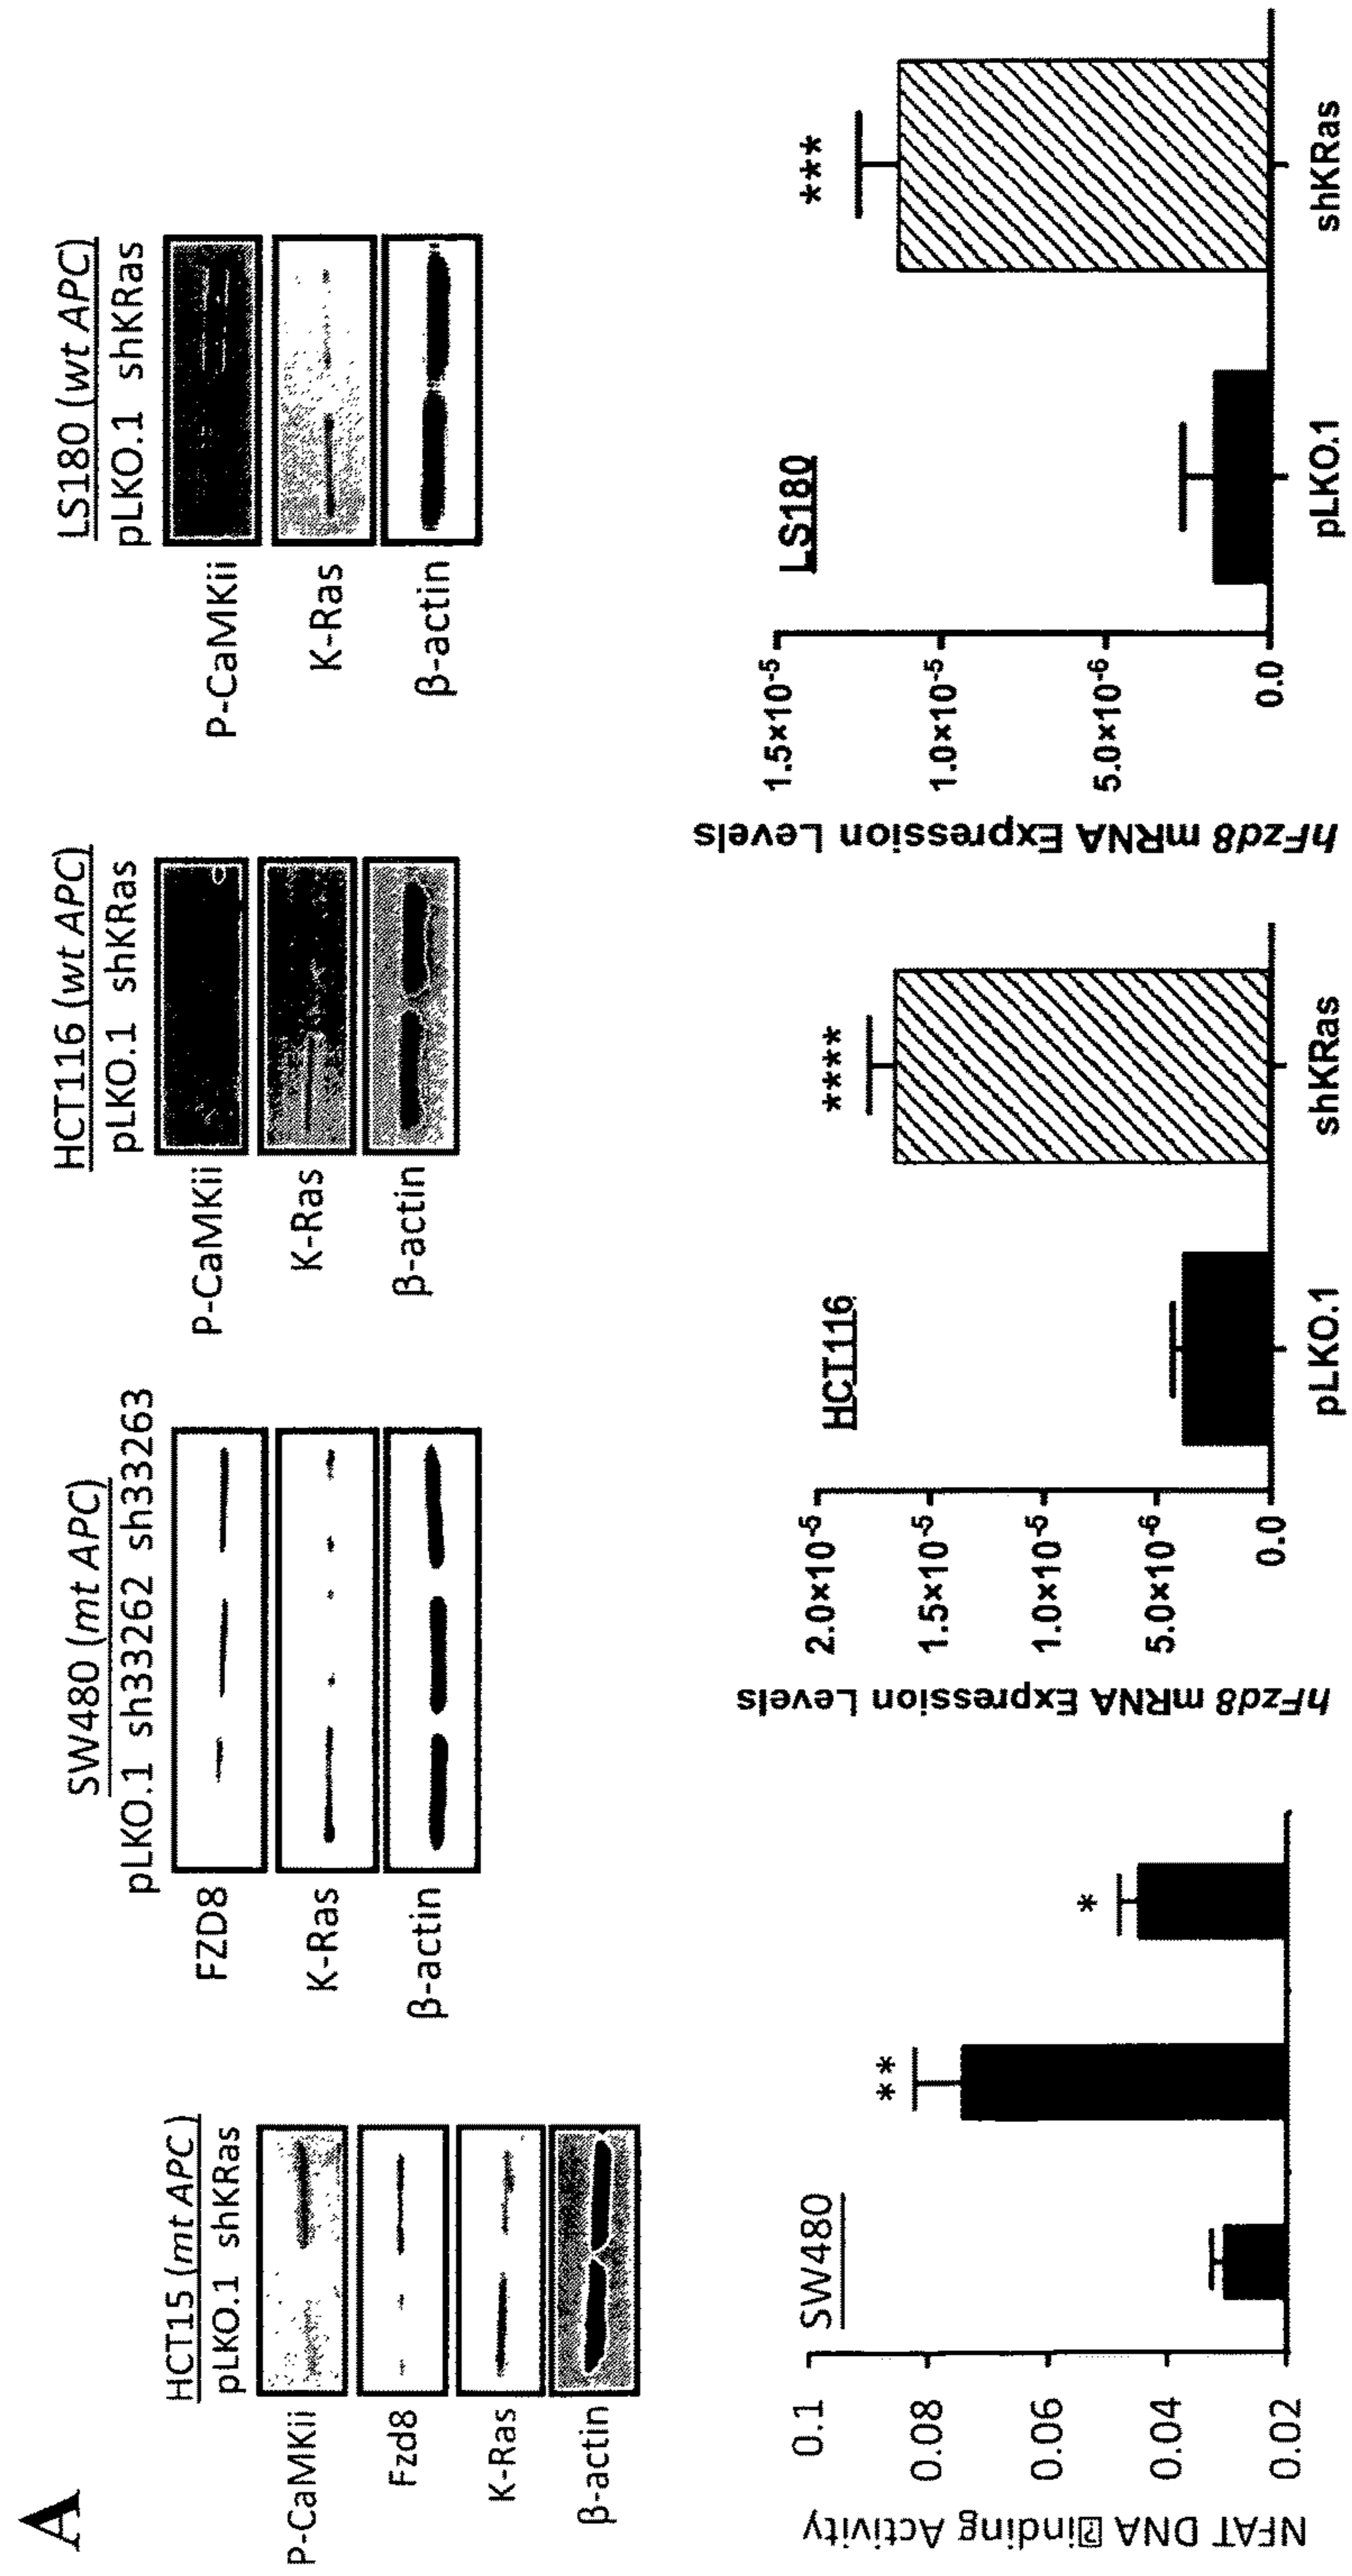 A
HCT15 (mt APC)
pLKO.1 shKRas
P-CaMKii
Fzd8
K-Ras
β-actin
SW480 (mt APC)
pLKO.1 sh33262 sh33263
FZD8
K-Ras
β-actin
HCT116 (wt APC)
pLKO.1 shKRas
P-CaMKii
K-Ras
β-actin
LS180 (wt APC)
pLKO.1 shKRas
P-CaMKii
K-Ras
β-actin
SW480
NFAT DNA inding Activity
0.1
0.08
0.06
0.04
0.02
**
*
HCT116
hFzd8 mRNA Expression Levels
2.0×10⁻⁵
1.5×10⁻⁵
1.0×10⁻⁵
5.0×10⁻⁶
0.0
****
pLKO.1
shKRas
LS180
hFzd8 mRNA Expression Levels
1.5×10⁻⁵
1.0×10⁻⁵
5.0×10⁻⁶
0.0
***
pLKO.1
shKRas